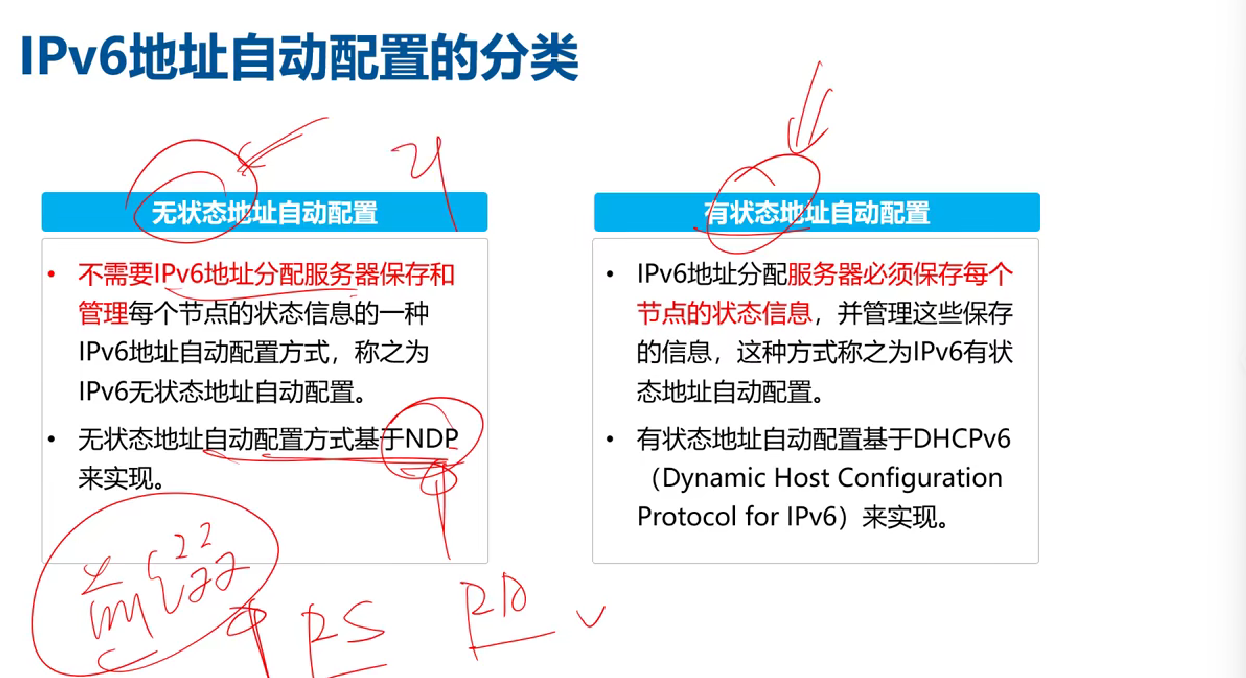 IPv6地址自动配置的分类
无状态地址自动配置
• 不需要IPv6地址分配服务器保存和
管理每个节点的状态信息的一种
IPv6地址自动配置方式，称之为
IPv6无状态地址自动配置。
• 无状态地址自动配置方式基于NDP
来实现。
有状态地址自动配置
• IPv6地址分配服务器必须保存每个
节点的状态信息，并管理这些保存
的信息，这种方式称之为IPv6有状
态地址自动配置。
• 有状态地址自动配置基于DHCPv6
（Dynamic Host Configuration
Protocol for IPv6）来实现。
前缀
RS
RA